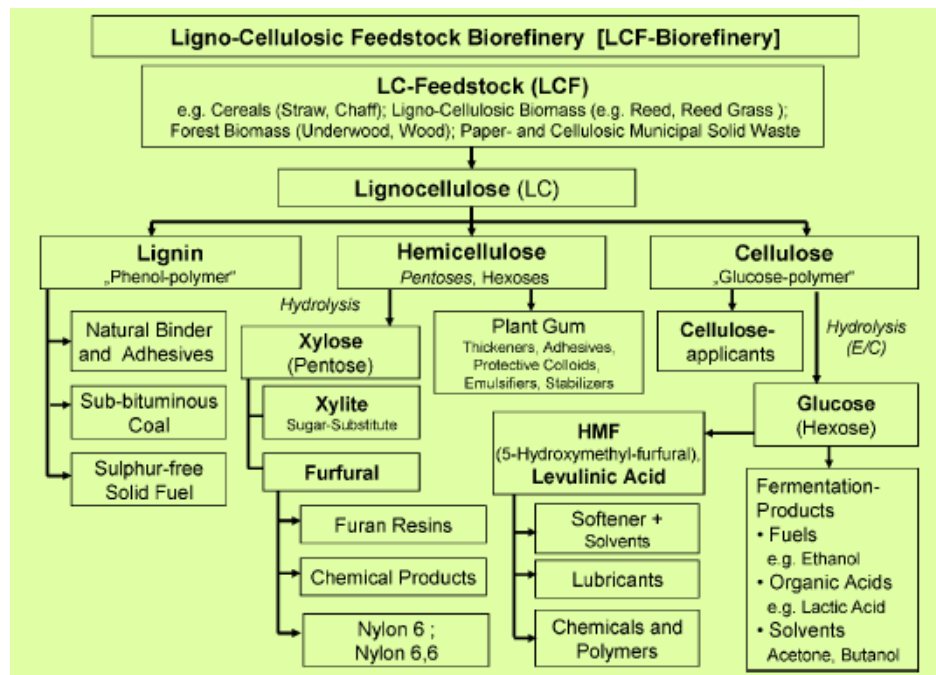 Ligno-Cellulosic Feedstock Biorefinery [LCF-Biorefinery]
LC-Feedstock (LCF)
e.g. Cereals (Straw, Chaff); Ligno-Cellulosic Biomass (e.g. Reed, Reed Grass );
Forest Biomass (Underwood, Wood); Paper- and Cellulosic Municipal Solid Waste
Lignocellulose (LC)
Lignin
„Phenol-polymer"
Hemicellulose
Pentoses, Hexoses
Cellulose
„Glucose-polymer"
Hydrolysis
Natural Binder
and Adhesives
Sub-bituminous
Coal
Sulphur-free
Solid Fuel
Xylose
(Pentose)
Xylite
Sugar-Substitute
Furfural
Furan Resins
Chemical Products
Nylon 6 ;
Nylon 6,6
Plant Gum
Thickeners, Adhesives,
Protective Colloids,
Emulsifiers, Stabilizers
Cellulose-
applicants
Hydrolysis
(E/C)
Glucose
(Hexose)
HMF
(5-Hydroxymethyl-furfural),
Levulinic Acid
Softener +
Solvents
Lubricants
Chemicals and
Polymers
Fermentation-
Products
• Fuels
e.g. Ethanol
• Organic Acids
e.g. Lactic Acid
• Solvents
Acetone, Butanol